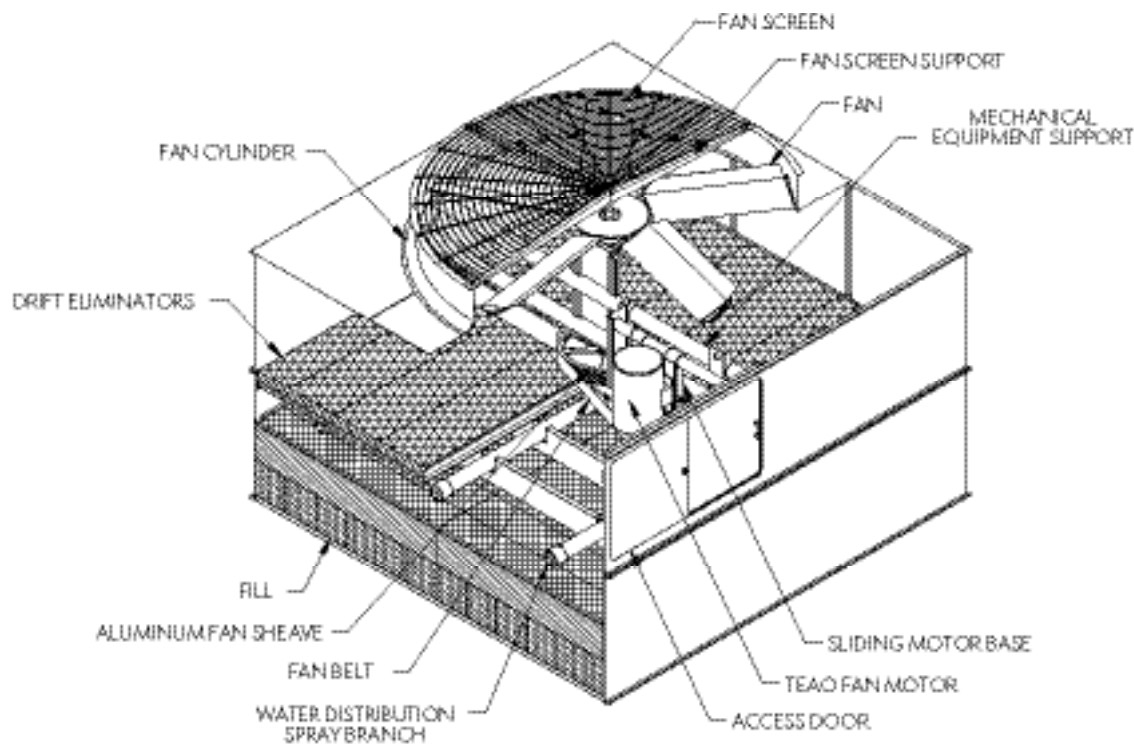 FAN SCREEN
FAN SCREEN SUPPORT
FAN
MECHANICAL
EQUIPMENT SUPPORT
FAN CYLINDER
DRIFT ELIMINATORS
FILL
ALUMINUM FAN SHEAVE
FAN BELT
WATER DISTRIBUTION
SPRAY BRANCH
SLIDING MOTOR BASE
TEAO FAN MOTOR
ACCESS DOOR